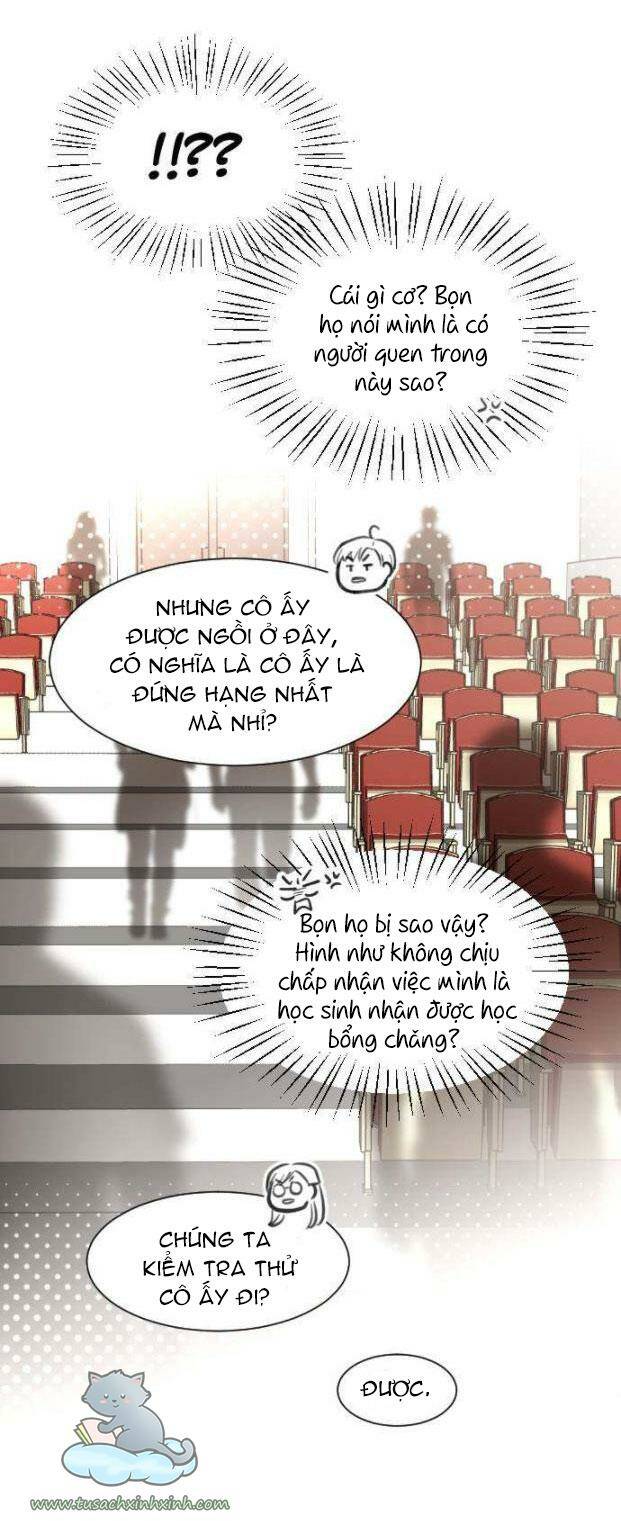 !!??
Cái gì cơ? Bọn
họ nói mình là có
người quen trong
này sao?
NHƯNG CÔ ẤY
ĐƯỢC NGỒI Ở ĐÂY,
CÓ NGHĨA LÀ CÔ ẤY LÀ
ĐỨNG HẠNG NHẤT
MÀ NHỈ?
Bọn họ bị sao vậy?
Hình như không chịu
chấp nhận việc mình là
học sinh nhận được học
bổng chăng?
CHÚNG TA
KIỂM TRA THỬ
CÔ ẤY ĐI?
ĐƯỢC.
www.tusachxinhxinh.com